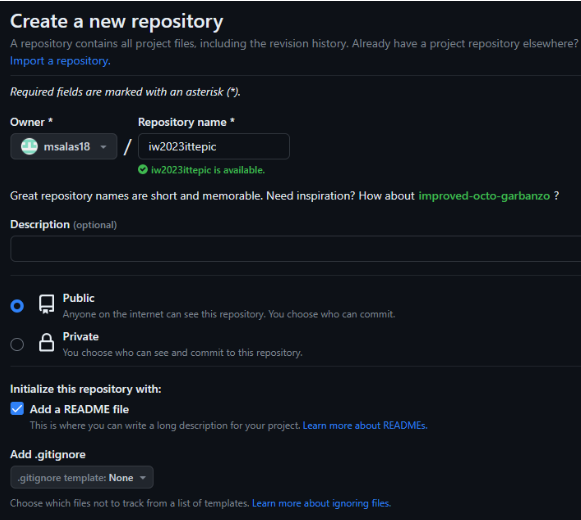 Create a new repository
A repository contains all project files, including the revision history. Already have a project repository elsewhere?
Import a repository.
Required fields are marked with an asterisk (*).
Owner * Repository name *
msalas18 / iw2023ittepic
iw2023ittepic is available.
Great repository names are short and memorable. Need inspiration? How about improved-octo-garbanzo ?
Description (optional)
Public
Anyone on the internet can see this repository. You choose who can commit.
Private
You choose who can see and commit to this repository.
Initialize this repository with:
Add a README file
This is where you can write a long description for your project. Learn more about READMEs.
Add .gitignore
.gitignore template: None
Choose which files not to track from a list of templates. Learn more about ignoring files.